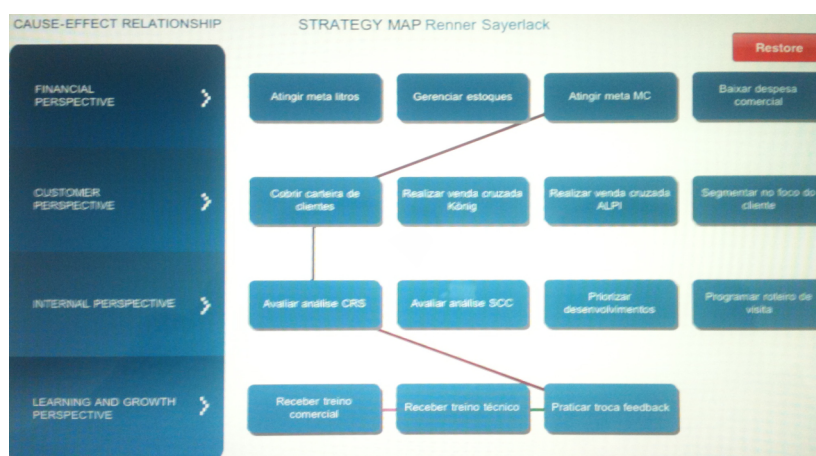 CAUSE-EFFECT RELATIONSHIP
STRATEGY MAP Renner Sayerlack
Restore
FINANCIAL
PERSPECTIVE
Atingir meta litros
Gerenciar estoques
Atingir meta MC
Baixar despesa
comercial
CUSTOMER
PERSPECTIVE
Cobrir carteira de
clientes
Realizar venda cruzada
König
Realizar venda cruzada
ALPI
Segmentar no foco do
cliente
INTERNAL PERSPECTIVE
Avaliar análise CRS
Avaliar análise SCC
Priorizar
desenvolvimentos
Programar roteiro de
visita
LEARNING AND GROWTH
PERSPECTIVE
Receber treino
comercial
Receber treino técnico
Praticar troca feedback